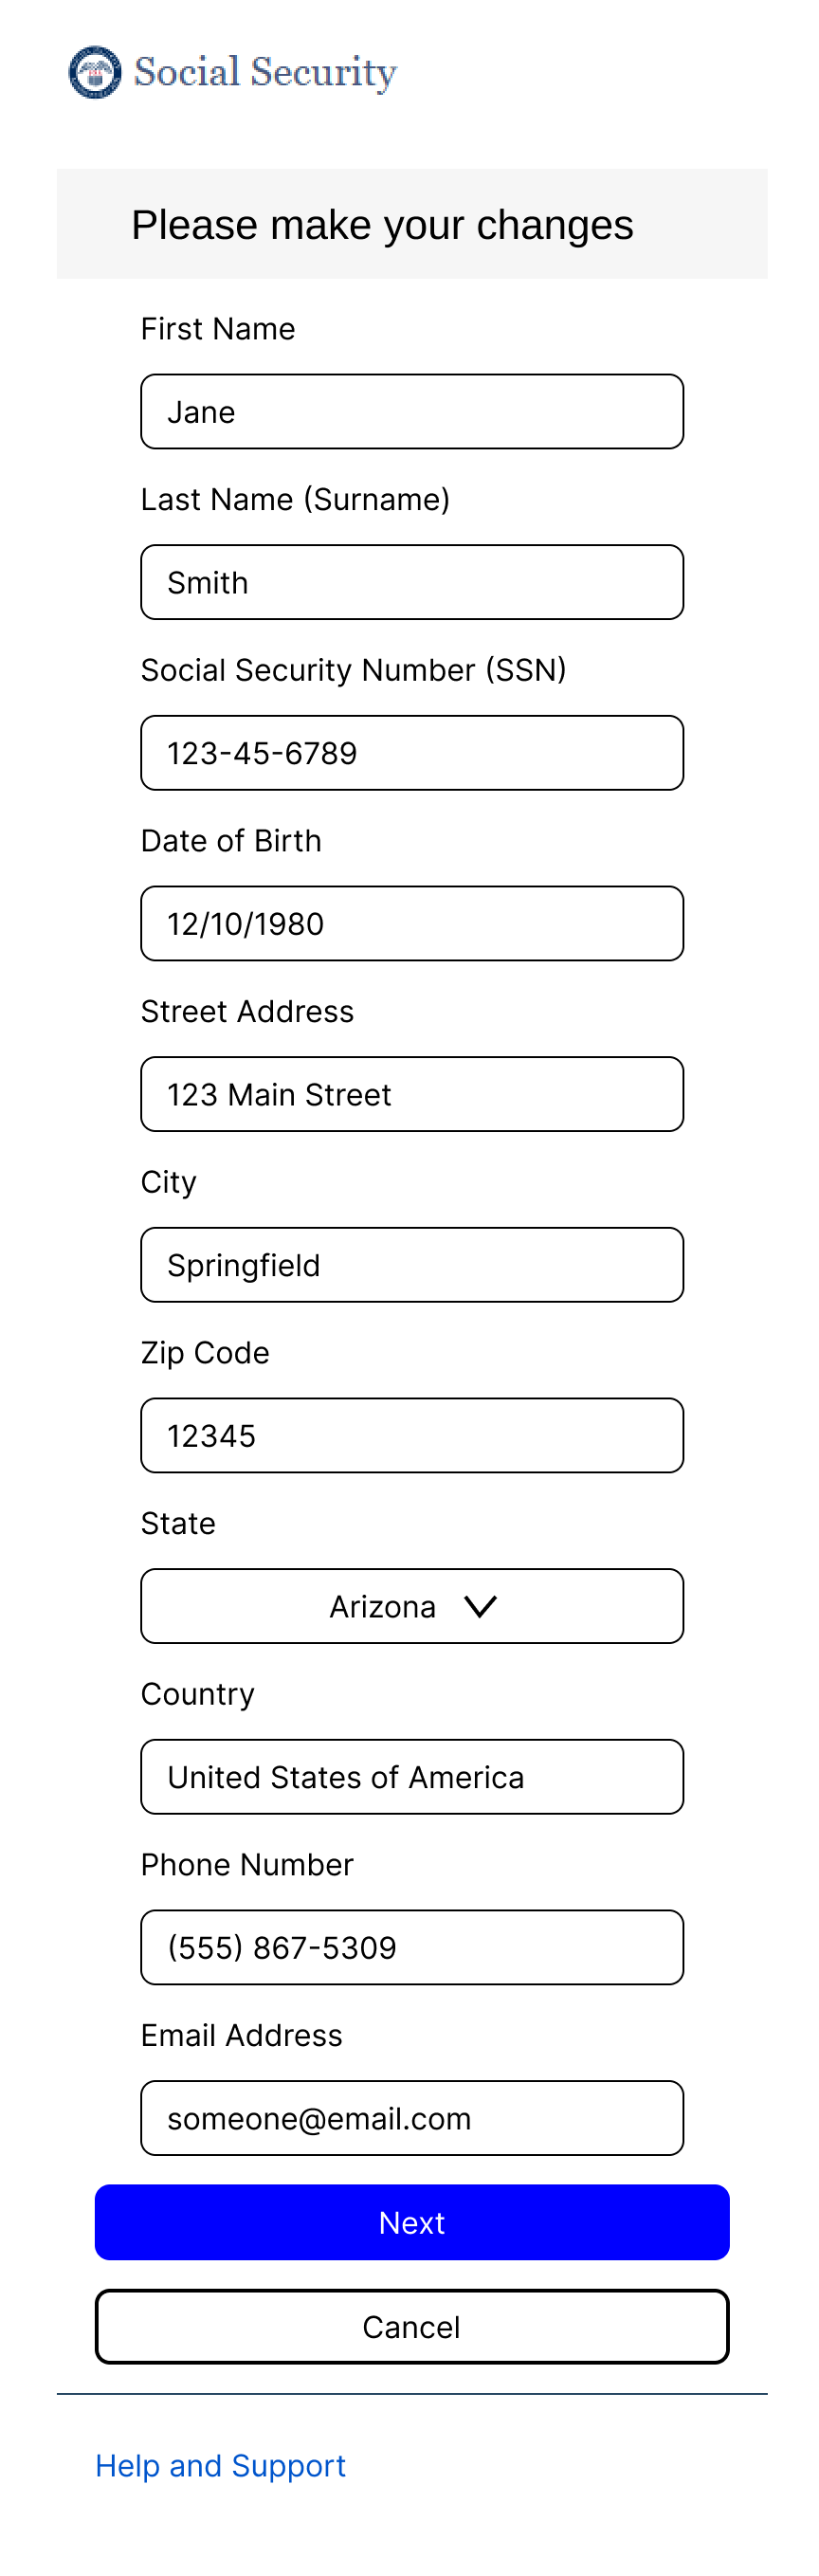 Social Security
Please make your changes
First Name
Jane
Last Name (Surname)
Smith
Social Security Number (SSN)
123-45-6789
Date of Birth
12/10/1980
Street Address
123 Main Street
City
Springfield
Zip Code
12345
State
Arizona
Country
United States of America
Phone Number
(555) 867-5309
Email Address
someone@email.com
Next
Cancel
Help and Support